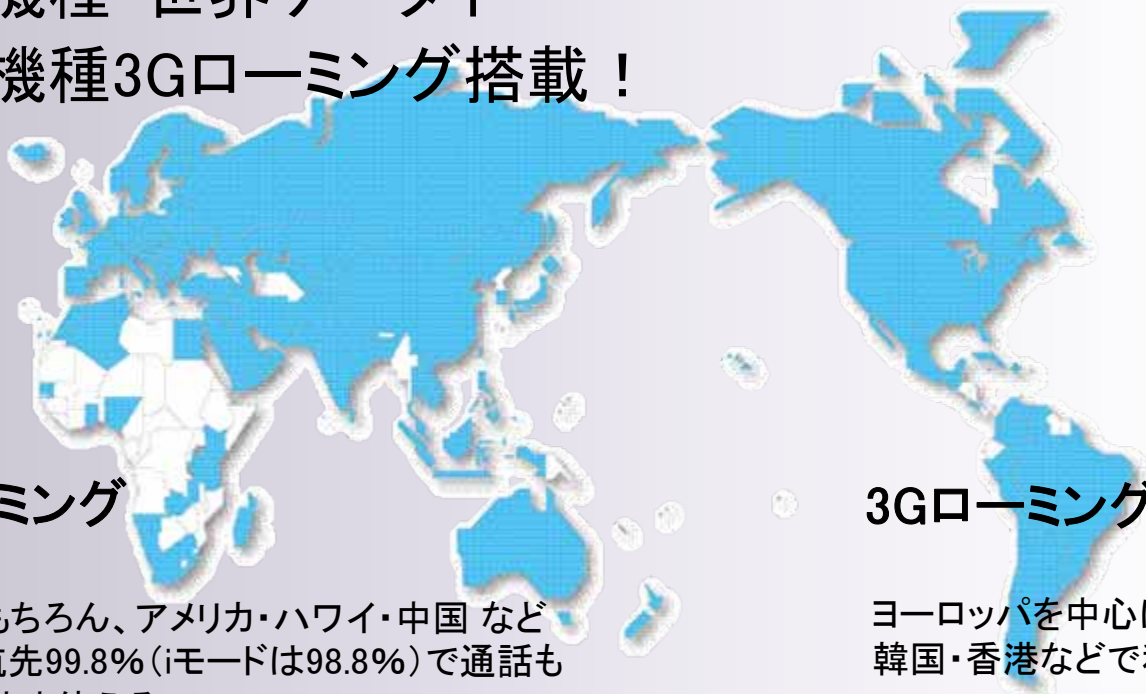 機種3Gローミング搭載！
ミング
もちろん、アメリカ・ハワイ・中国 など
先99.8%（iモードは98.8%）で通話も
3Gローミング
ヨーロッパを中心に
韓国・香港などで